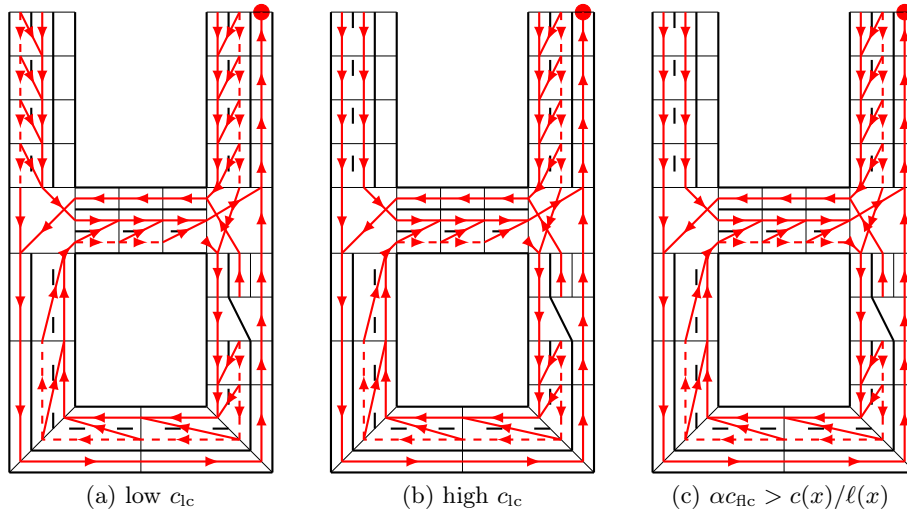 (a) low c_lc (b) high c_lc (c) αc_flc > c(x)/ℓ(x)